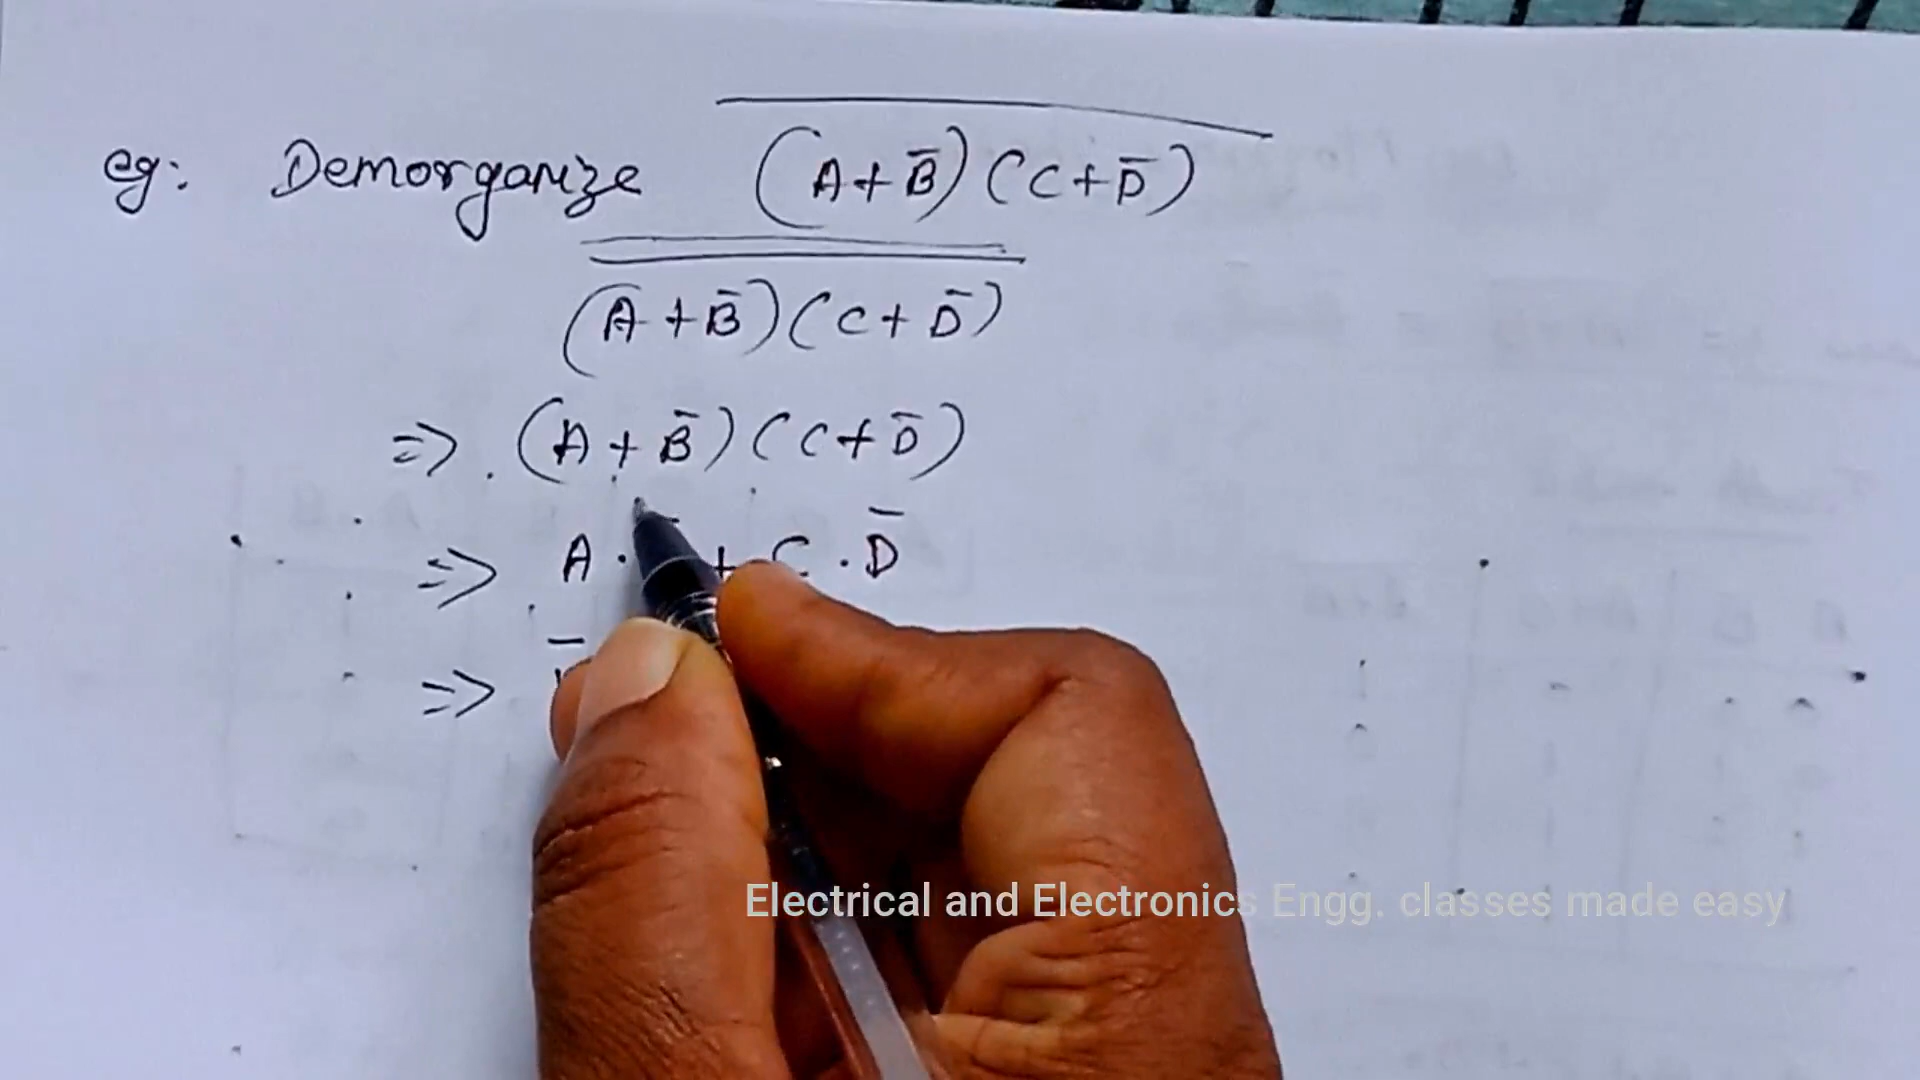 eg: Demorganize (A+B̅)(C+D̅)
(A+B̅)(C+D̅)
=> (A+B̅)(C+D̅)
=> A. + C.D̅
=>
Electrical and Electronics Engg. classes made easy